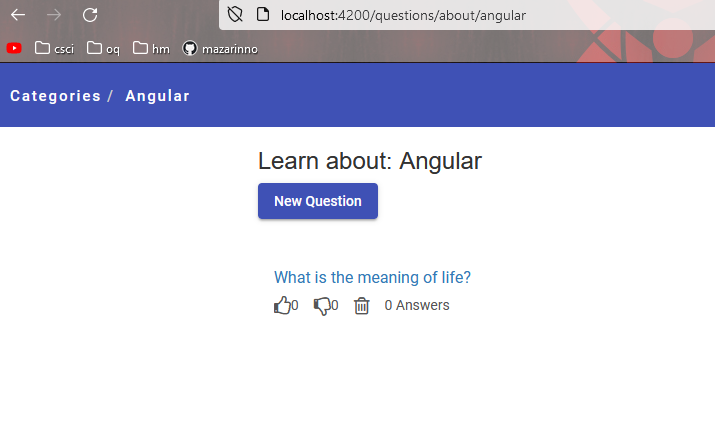 localhost:4200/questions/about/angular
csci oq hm mazarinno
Categories / Angular
Learn about: Angular
New Question
What is the meaning of life?
0 0 0 Answers